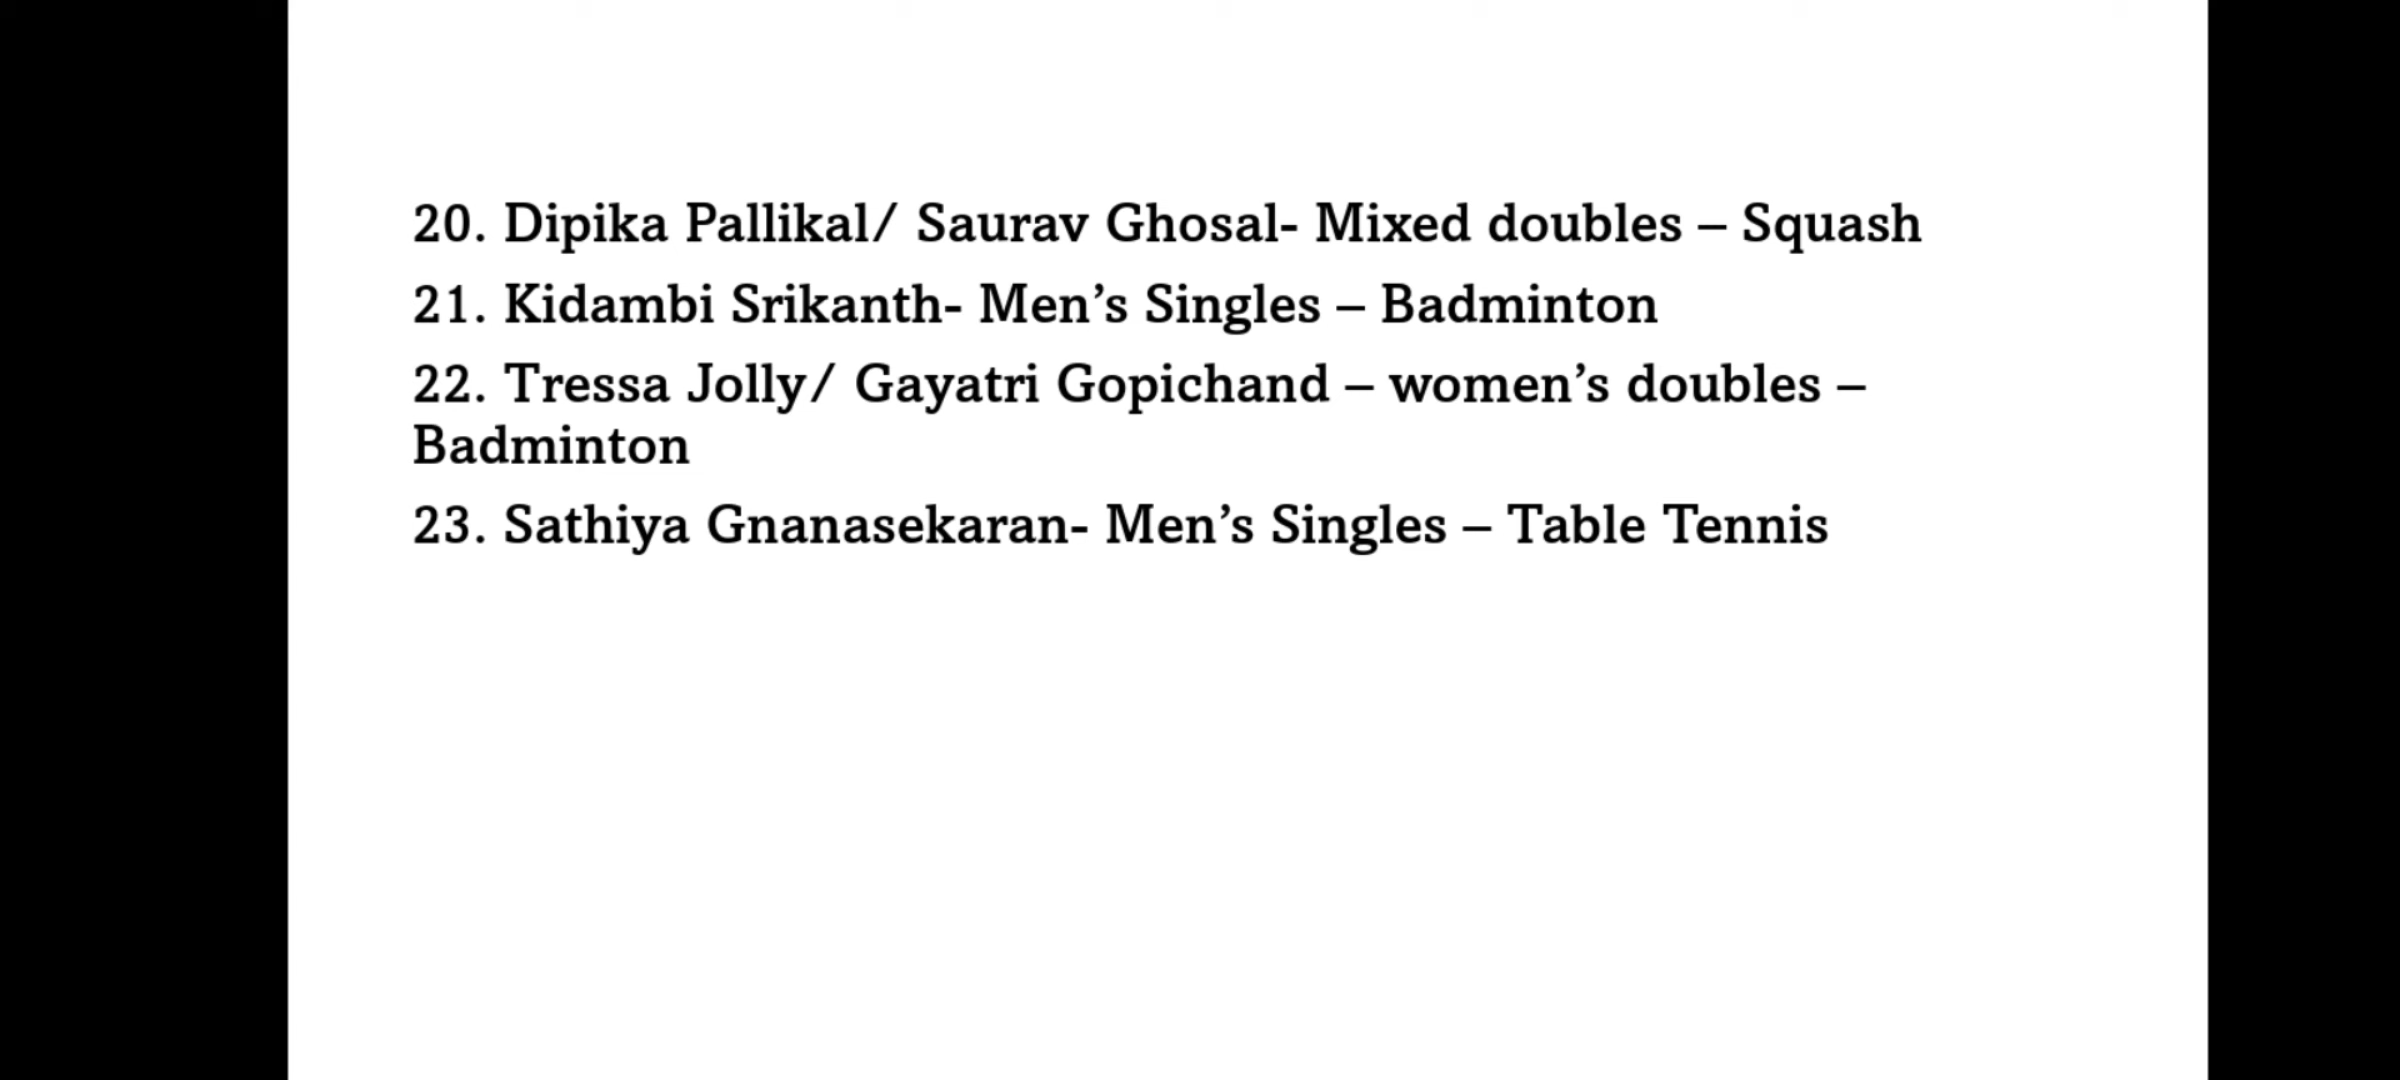 20. Dipika Pallikal/ Saurav Ghosal- Mixed doubles – Squash
21. Kidambi Srikanth- Men’s Singles – Badminton
22. Tressa Jolly/ Gayatri Gopichand – women’s doubles –
Badminton
23. Sathiya Gnanasekaran- Men’s Singles – Table Tennis